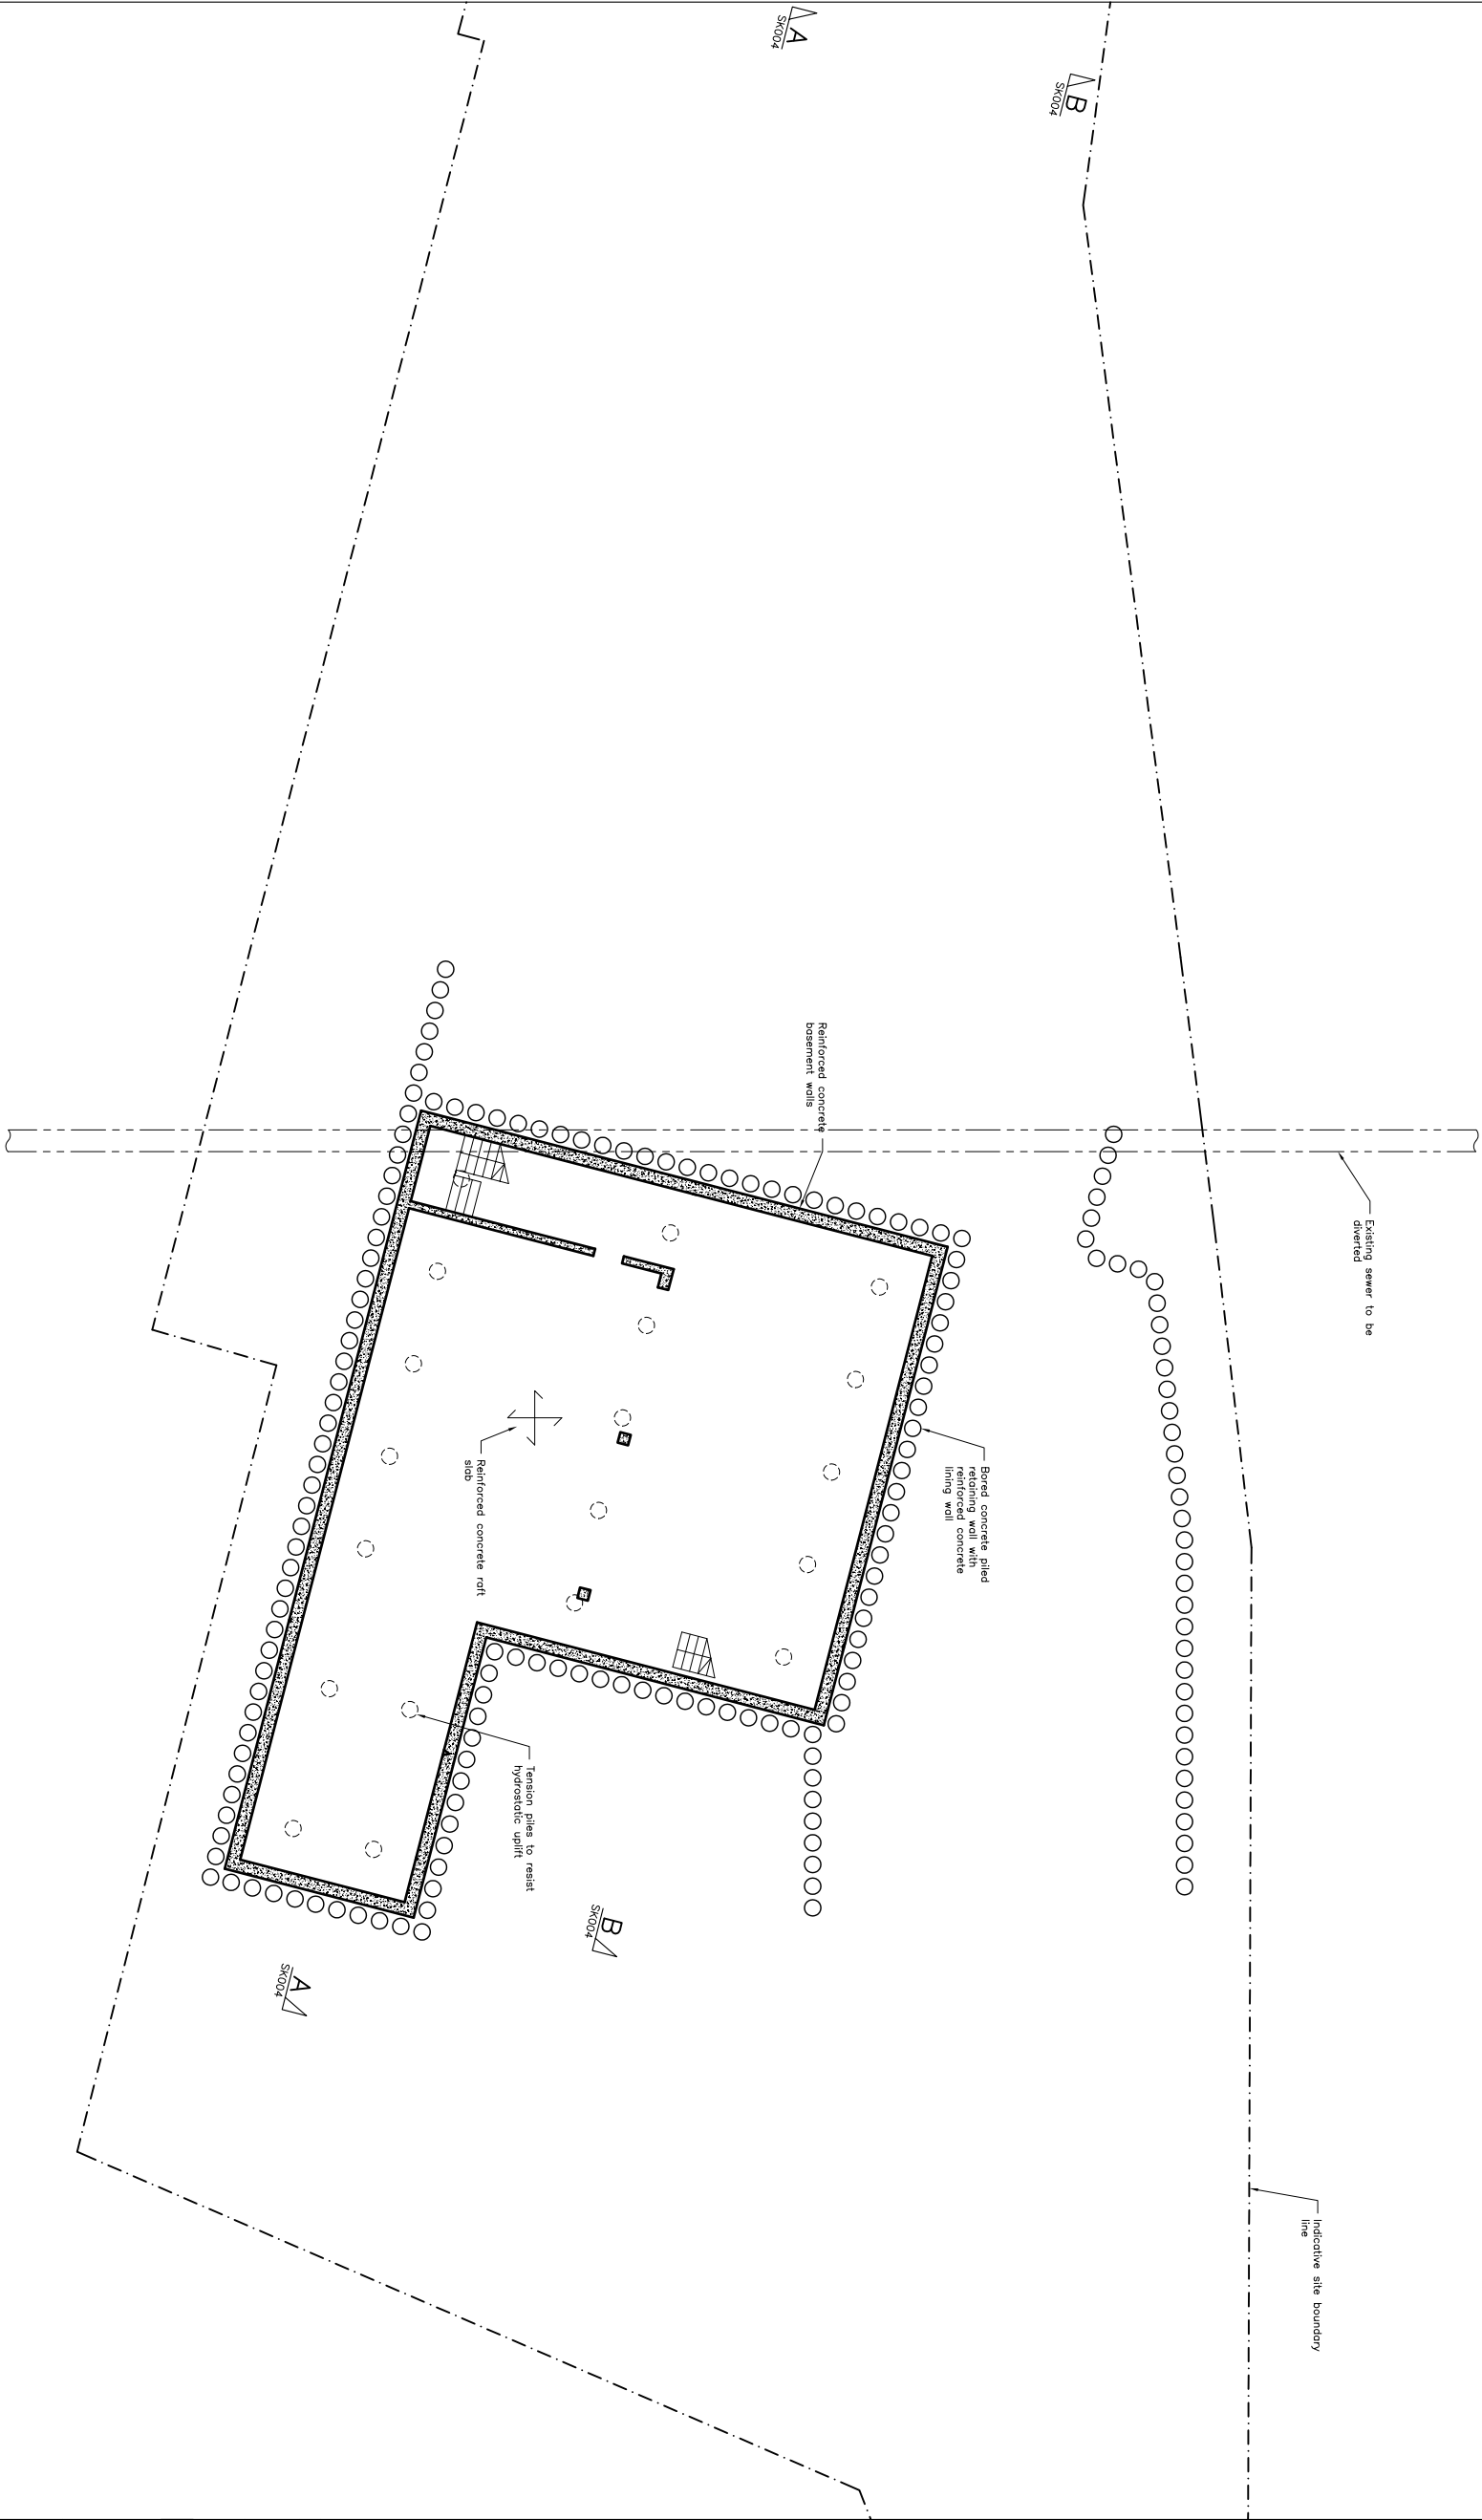 A
SK004
B
SK004
Existing sewer to be
diverted
Reinforced concrete
basement walls
Bored concrete piled
retaining wall with
reinforced concrete
lining wall
Reinforced concrete raft
slab
Tension piles to resist
hydrostatic uplift
B
SK004
A
SK004
Indicative site boundary
line